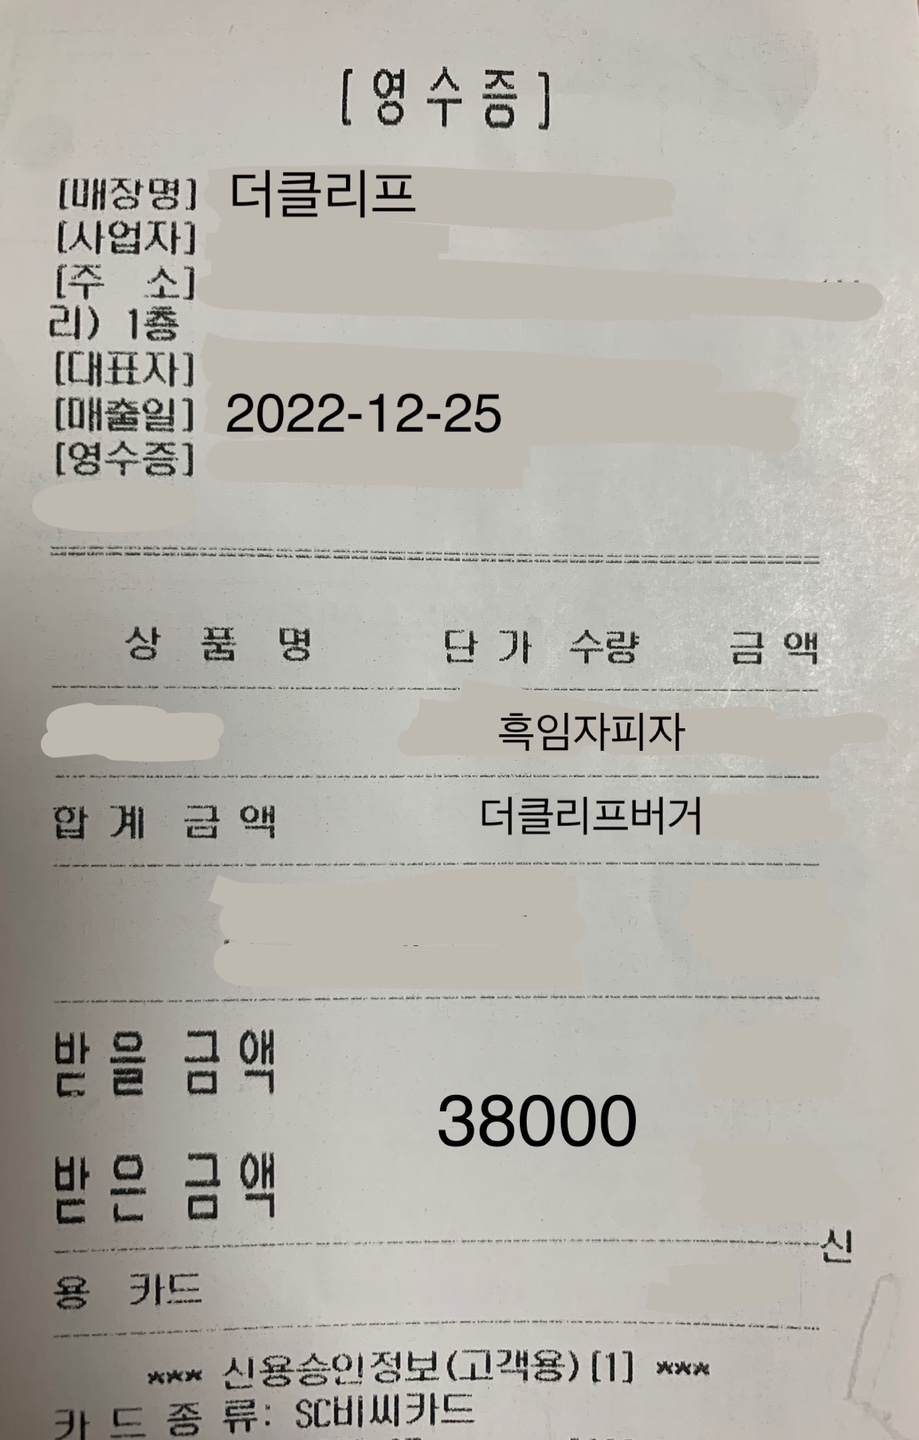 [영수증]
[매장명] 더클리프
[사업자]
[주 소]
리) 1층
[대표자]
[매출일] 2022-12-25
[영수증]
상 품 명 단 가 수량 금 액
흑임자피자
합 계 금 액 더클리프버거
받 을 금 액
38000
받 은 금 액
신
용 카드
*** 신용승인정보(고객용)[1] ***
카 드 종 류: SC비씨카드